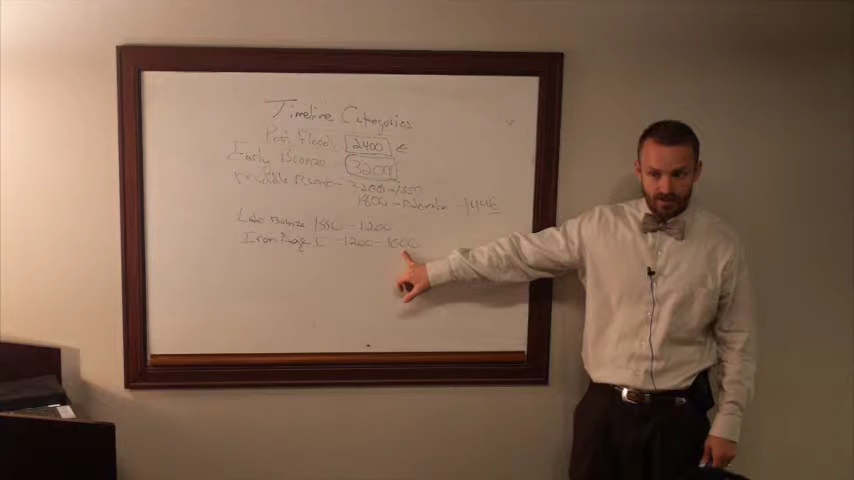 Timeline Categories
Post Flood 2400 ←
Early Bronze 3200
Middle Bronze 2200-1550
1800 - 1446
Late Bronze 1550 - 1200
Iron Age I - 1200 - 1000